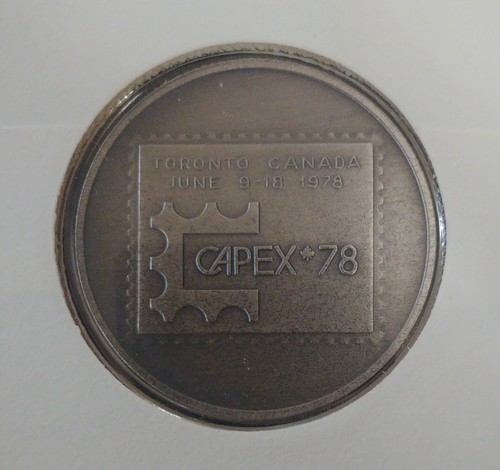 TORONTO CANADA
JUNE 9-18 1978
CAPEX 78